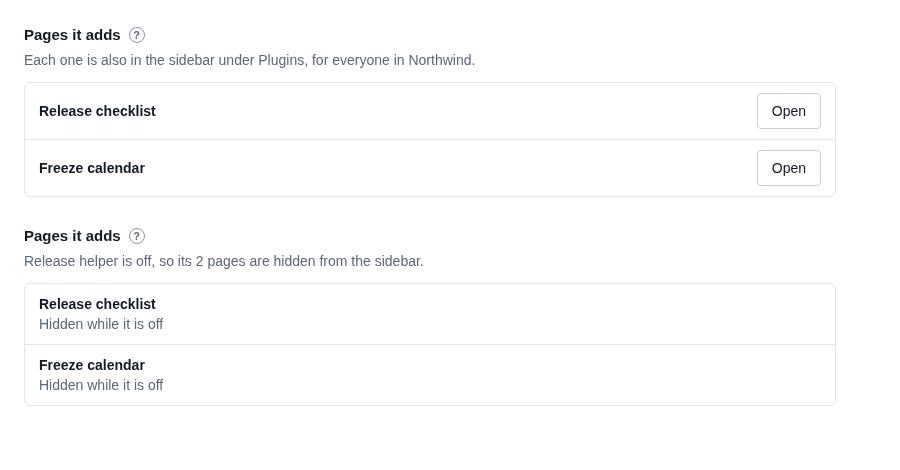 Pages it adds ?
Each one is also in the sidebar under Plugins, for everyone in Northwind.
Release checklist Open
Freeze calendar Open
Pages it adds ?
Release helper is off, so its 2 pages are hidden from the sidebar.
Release checklist
Hidden while it is off
Freeze calendar
Hidden while it is off